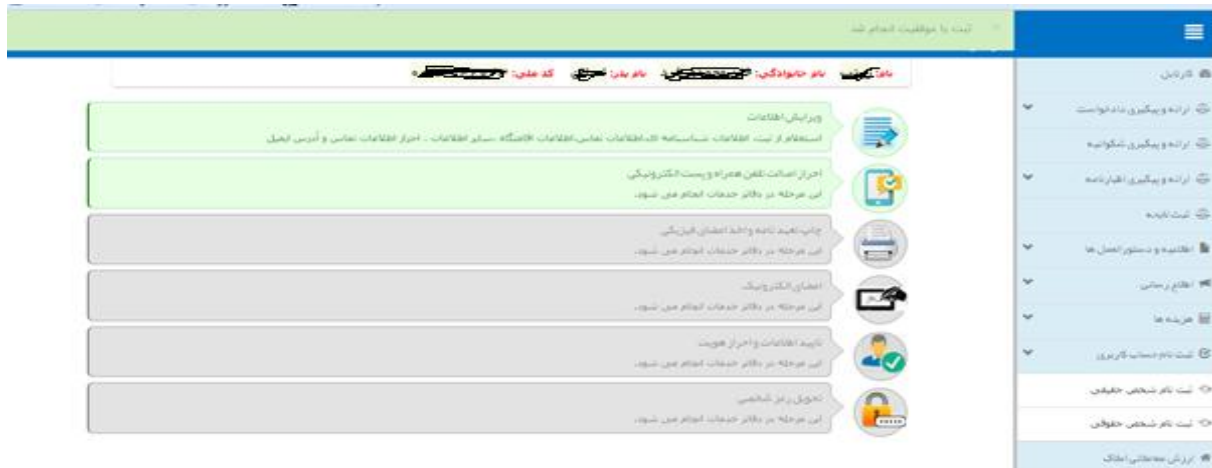 ثبت با موفقیت انجام شد
نام: نام خانوادگی: نام پدر: کد ملی:
ویرایش اطلاعات
استعلام از ثبت، اطلاعات شناسنامه ای،اطلاعات تماس،اطلاعات اقامتگاه ،سایر اطلاعات ، احراز اطلاعات تماس و آدرس ایمیل
احراز اصالت تلفن همراه و پست الکترونیکی
این مرحله در دفاتر خدمات انجام می شود.
چاپ تعهد نامه و اخذ امضای فیزیکی
این مرحله در دفاتر خدمات انجام می شود.
امضای الکترونیک
این مرحله در دفاتر خدمات انجام می شود.
تایید اطلاعات و احراز هویت
این مرحله در دفاتر خدمات انجام می شود.
تحویل رمز شخصی
این مرحله در دفاتر خدمات انجام می شود.
کارتابل
ارائه و پیگیری دادخواست
ارائه و پیگیری شکوائیه
ارائه و پیگیری اظهارنامه
ثبت لایحه
اطلاعیه و دستورالعمل ها
اطلاع رسانی
هزینه ها
ثبت نام حساب کاربری
ثبت نام شخص حقیقی
ثبت نام شخص حقوقی
ارزش معاملاتی املاک